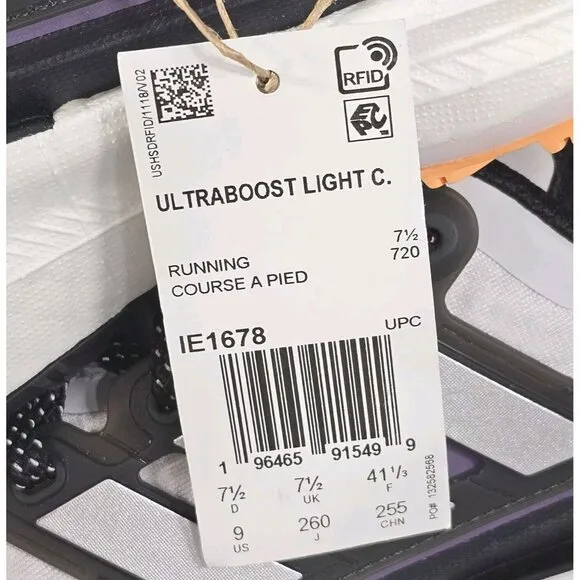 USHSDRFID/1118/V02
RFID
EPC
ULTRABOOST LIGHT C.
7½
RUNNING 720
COURSE A PIED
IE1678 UPC
1 96465 91549 9
7½ 7½ 41 1/3
D UK F
9 260 255
US J CHN
PO# 132582568